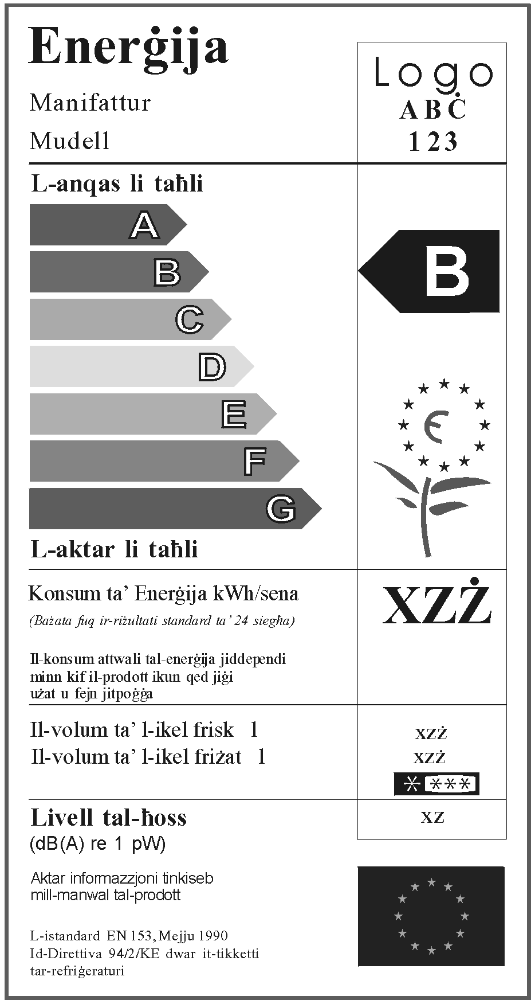 Enerġija
Logo
Manifattur
ABĊ
Mudell
123
L-anqas li taħli
A
B
B
C
D
E
F
G
L-aktar li taħli
Konsum ta’ Enerġija kWh/sena
XZŻ
(Bażata fuq ir-riżultati standard ta’ 24 siegħa)
Il-konsum attwali tal-enerġija jiddependi
minn kif il-prodott ikun qed jiġi
użat u fejn jitpoġġa
Il-volum ta’ l-ikel frisk l
xzż
Il-volum ta’ l-ikel friżat l
xzż
* ***
Livell tal-ħoss
xz
(dB(A) re 1 pW)
Aktar informazzjoni tinkiseb
mill-manwal tal-prodott
L-istandard EN 153, Mejju 1990
Id-Direttiva 94/2/KE dwar it-tikketti
tar-refriġeraturi